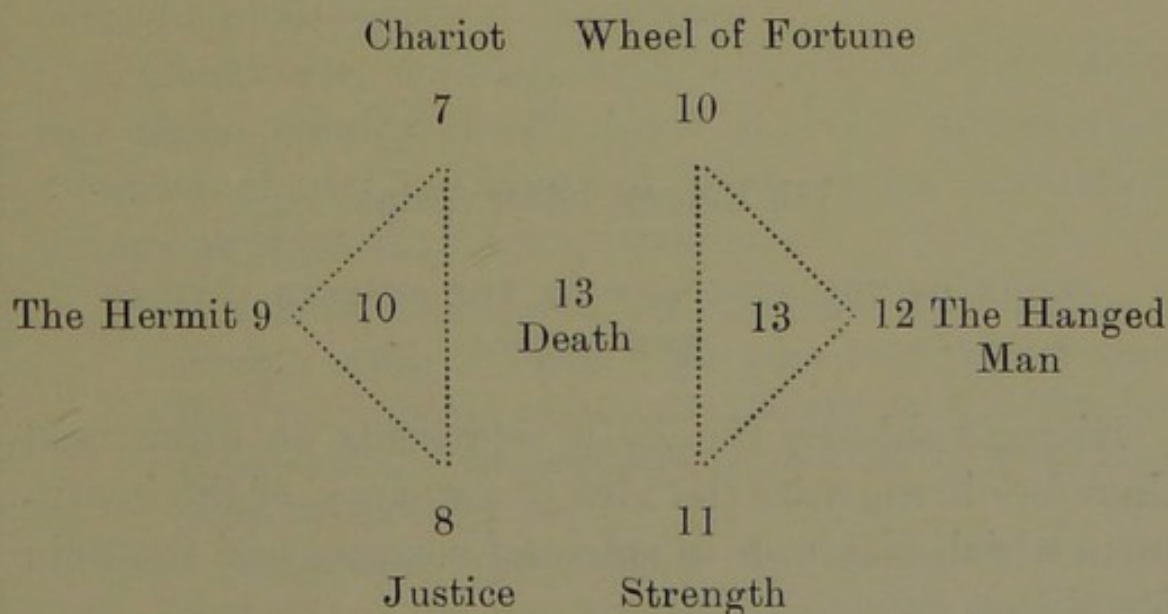 Chariot Wheel of Fortune
7 10
The Hermit 9 10 13 13 12 The Hanged
Death Man
8 11
Justice Strength